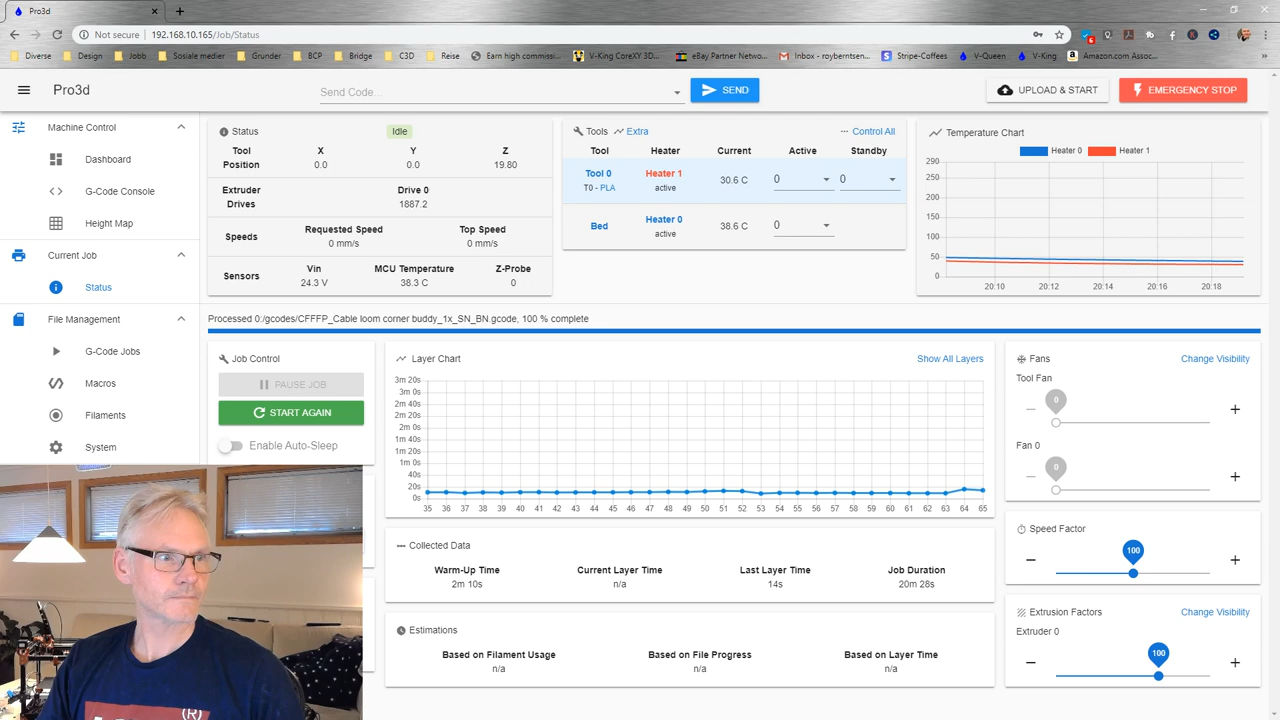 Pro3d
Not secure
192.168.10.165/Job/Status
Diverse
Design
Jobb
Sosiale medier
Grunder
BCP
Bridge
C3D
Reise
Earn high commissi...
V-King CoreXY 3D...
eBay Partner Netwo...
Inbox - royberntsen...
Stripe-Coffees
V-Queen
V-King
Amazon.com Assoc...
Pro3d
Send Code...
SEND
UPLOAD & START
EMERGENCY STOP
Machine Control
Dashboard
G-Code Console
Height Map
Current Job
Status
File Management
G-Code Jobs
Macros
Filaments
System
Status
Idle
Tool Position
X
Y
Z
0.0
0.0
19.80
Extruder Drives
Drive 0
1887.2
Speeds
Requested Speed
Top Speed
0 mm/s
0 mm/s
Sensors
Vin
MCU Temperature
Z-Probe
24.3 V
38.3 C
0
Tools
Extra
Control All
Tool
Heater
Current
Active
Standby
Tool 0
T0 - PLA
Heater 1
active
30.6 C
0
0
Bed
Heater 0
active
38.6 C
0
Temperature Chart
Heater 0
Heater 1
290
250
200
150
100
50
0
20:10
20:12
20:14
20:16
20:18
Processed 0:/gcodes/CFFFP_Cable loom corner buddy_1x_SN_BN.gcode, 100 % complete
Job Control
PAUSE JOB
START AGAIN
Enable Auto-Sleep
Layer Chart
Show All Layers
3m 20s
3m 0s
2m 40s
2m 20s
2m 0s
1m 40s
1m 20s
1m 0s
40s
20s
0s
35 36 37 38 39 40 41 42 43 44 45 46 47 48 49 50 51 52 53 54 55 56 57 58 59 60 61 62 63 64 65
Collected Data
Warm-Up Time
Current Layer Time
Last Layer Time
Job Duration
2m 10s
n/a
14s
20m 28s
Estimations
Based on Filament Usage
Based on File Progress
Based on Layer Time
n/a
n/a
n/a
Fans
Change Visibility
Tool Fan
0
Fan 0
0
Speed Factor
100
Extrusion Factors
Change Visibility
Extruder 0
100
(R)